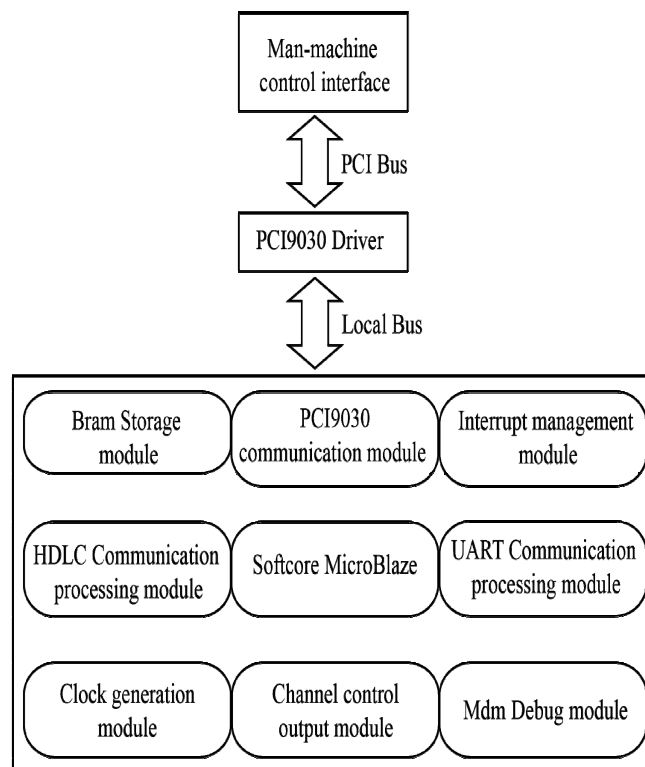 Man-machine
control interface
PCI Bus
PCI9030 Driver
Local Bus
Bram Storage
module
PCI9030
communication module
Interrupt management
module
HDLC Communication
processing module
Softcore MicroBlaze
UART Communication
processing module
Clock generation
module
Channel control
output module
Mdm Debug module